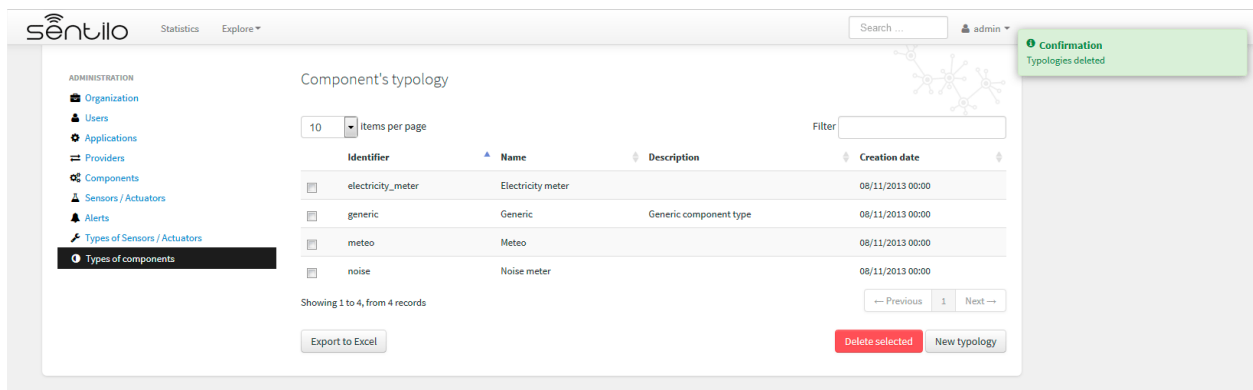 sentilo Statistics Explore Search ... admin
Confirmation
Typologies deleted
ADMINISTRATION
Organization
Users
Applications
Providers
Components
Sensors / Actuators
Alerts
Types of Sensors / Actuators
Types of components
Component's typology
10 items per page Filter
Identifier Name Description Creation date
electricity_meter Electricity meter 08/11/2013 00:00
generic Generic Generic component type 08/11/2013 00:00
meteo Meteo 08/11/2013 00:00
noise Noise meter 08/11/2013 00:00
Showing 1 to 4, from 4 records ← Previous 1 Next →
Export to Excel Delete selected New typology